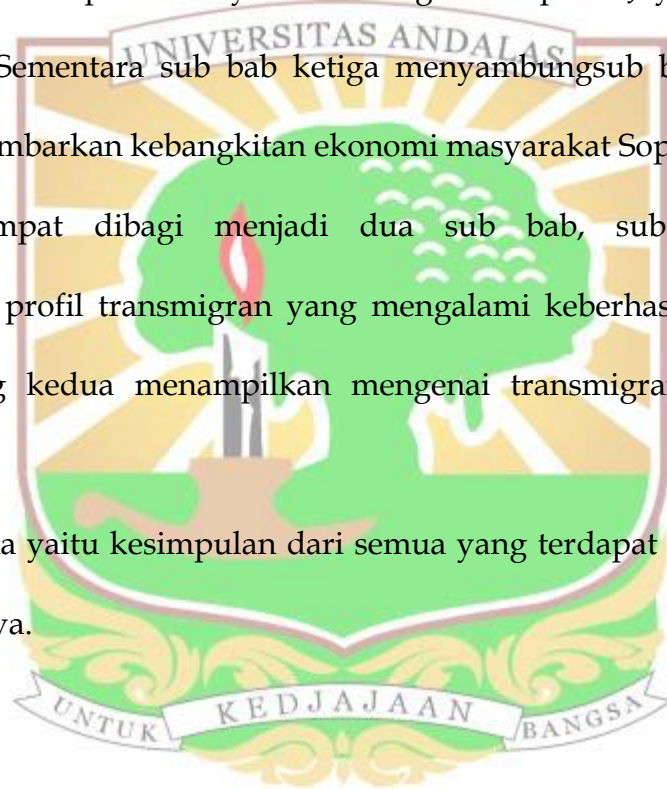 UNIVERSITAS ANDALAS
Sementara sub bab ketiga menyambungsub b
mbarkan kebangkitan ekonomi masyarakat Sop
mpat dibagi menjadi dua sub bab, sub
profil transmigran yang mengalami keberhas
g kedua menampilkan mengenai transmigran
a yaitu kesimpulan dari semua yang terdapat
ya.
UNTUK KEDJAJAAN BANGSA